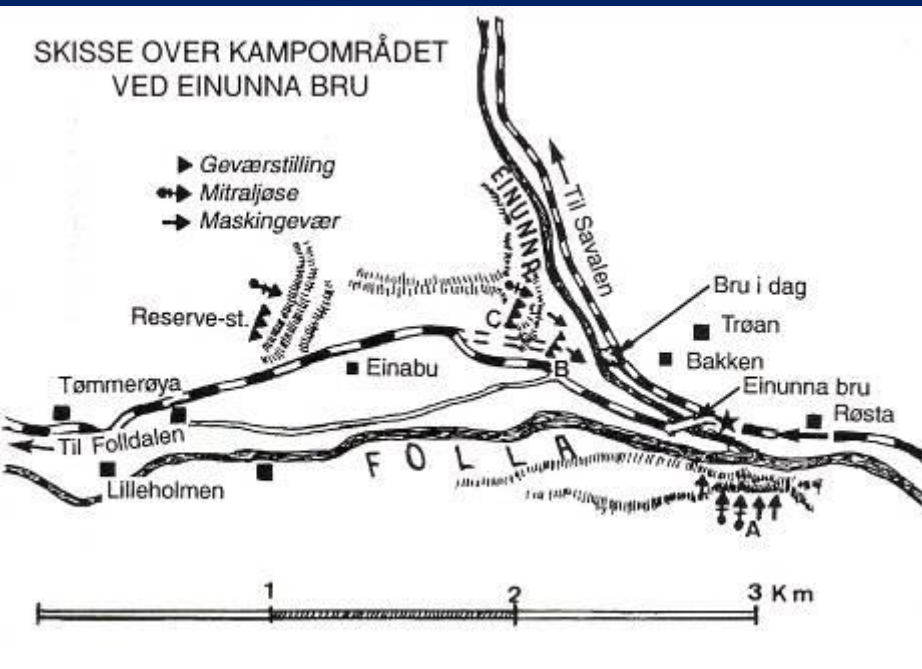 SKISSE OVER KAMPOMRÅDET
VED EINUNNA BRU
Geværstilling
Mitraljøse
Maskingevær
EINUNNA
Til Savalen
Bru i dag
Reserve-st.
C
Trøan
Bakken
Einabu
B
Einunna bru
Tømmerøya
Røsta
Til Folldalen
FOLLA
Lilleholmen
A
1
2
3 Km